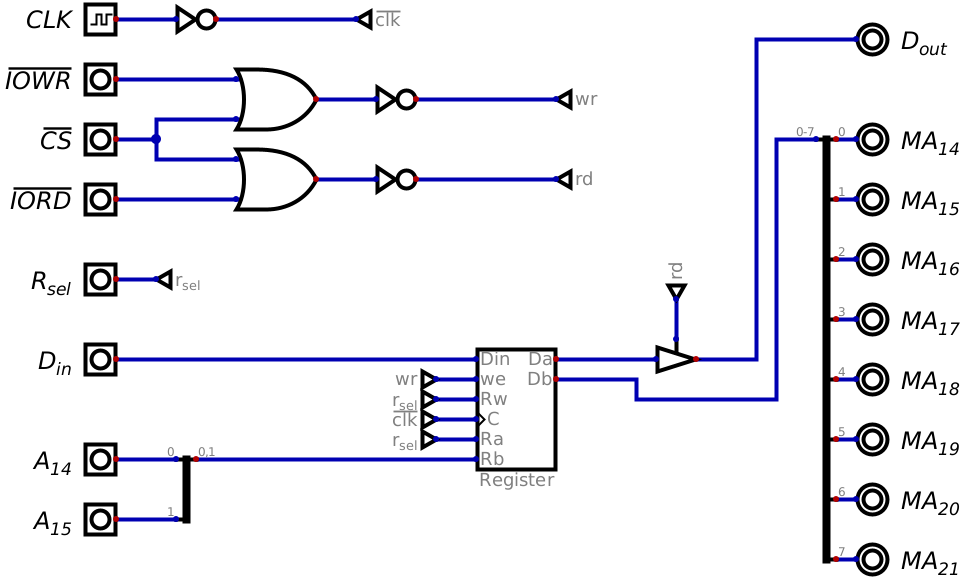 CLK
clk
IOWR
wr
CS
IORD
rd
R_sel
r_sel
D_in
wr
r_sel
clk
r_sel
Din
we
Rw
C
Ra
Rb
Da
Db
Register
rd
A_14
0
0,1
A_15
1
D_out
0-7
0
MA_14
1
MA_15
2
MA_16
3
MA_17
4
MA_18
5
MA_19
6
MA_20
7
MA_21